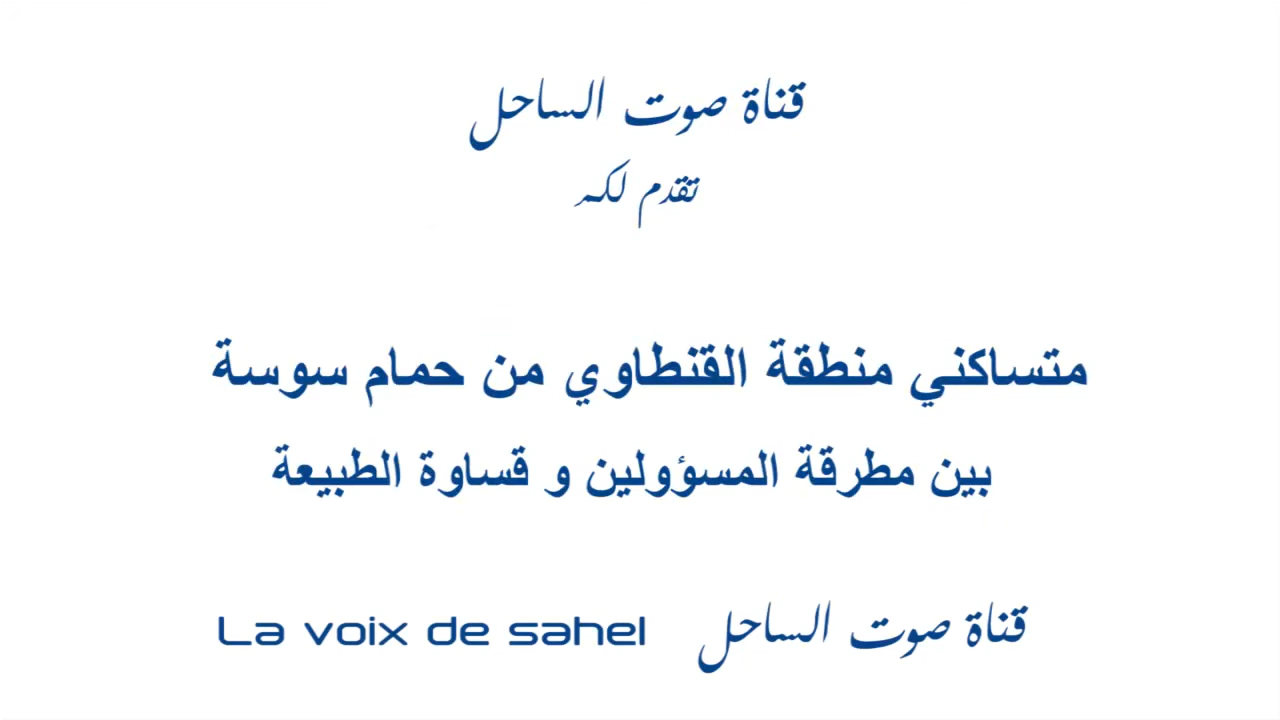 قناة صوت الساحل
تقدم لكم
متساكني منطقة القنطاوي من حمام سوسة
بين مطرقة المسؤولين و قساوة الطبيعة
قناة صوت الساحل La voix de sahel